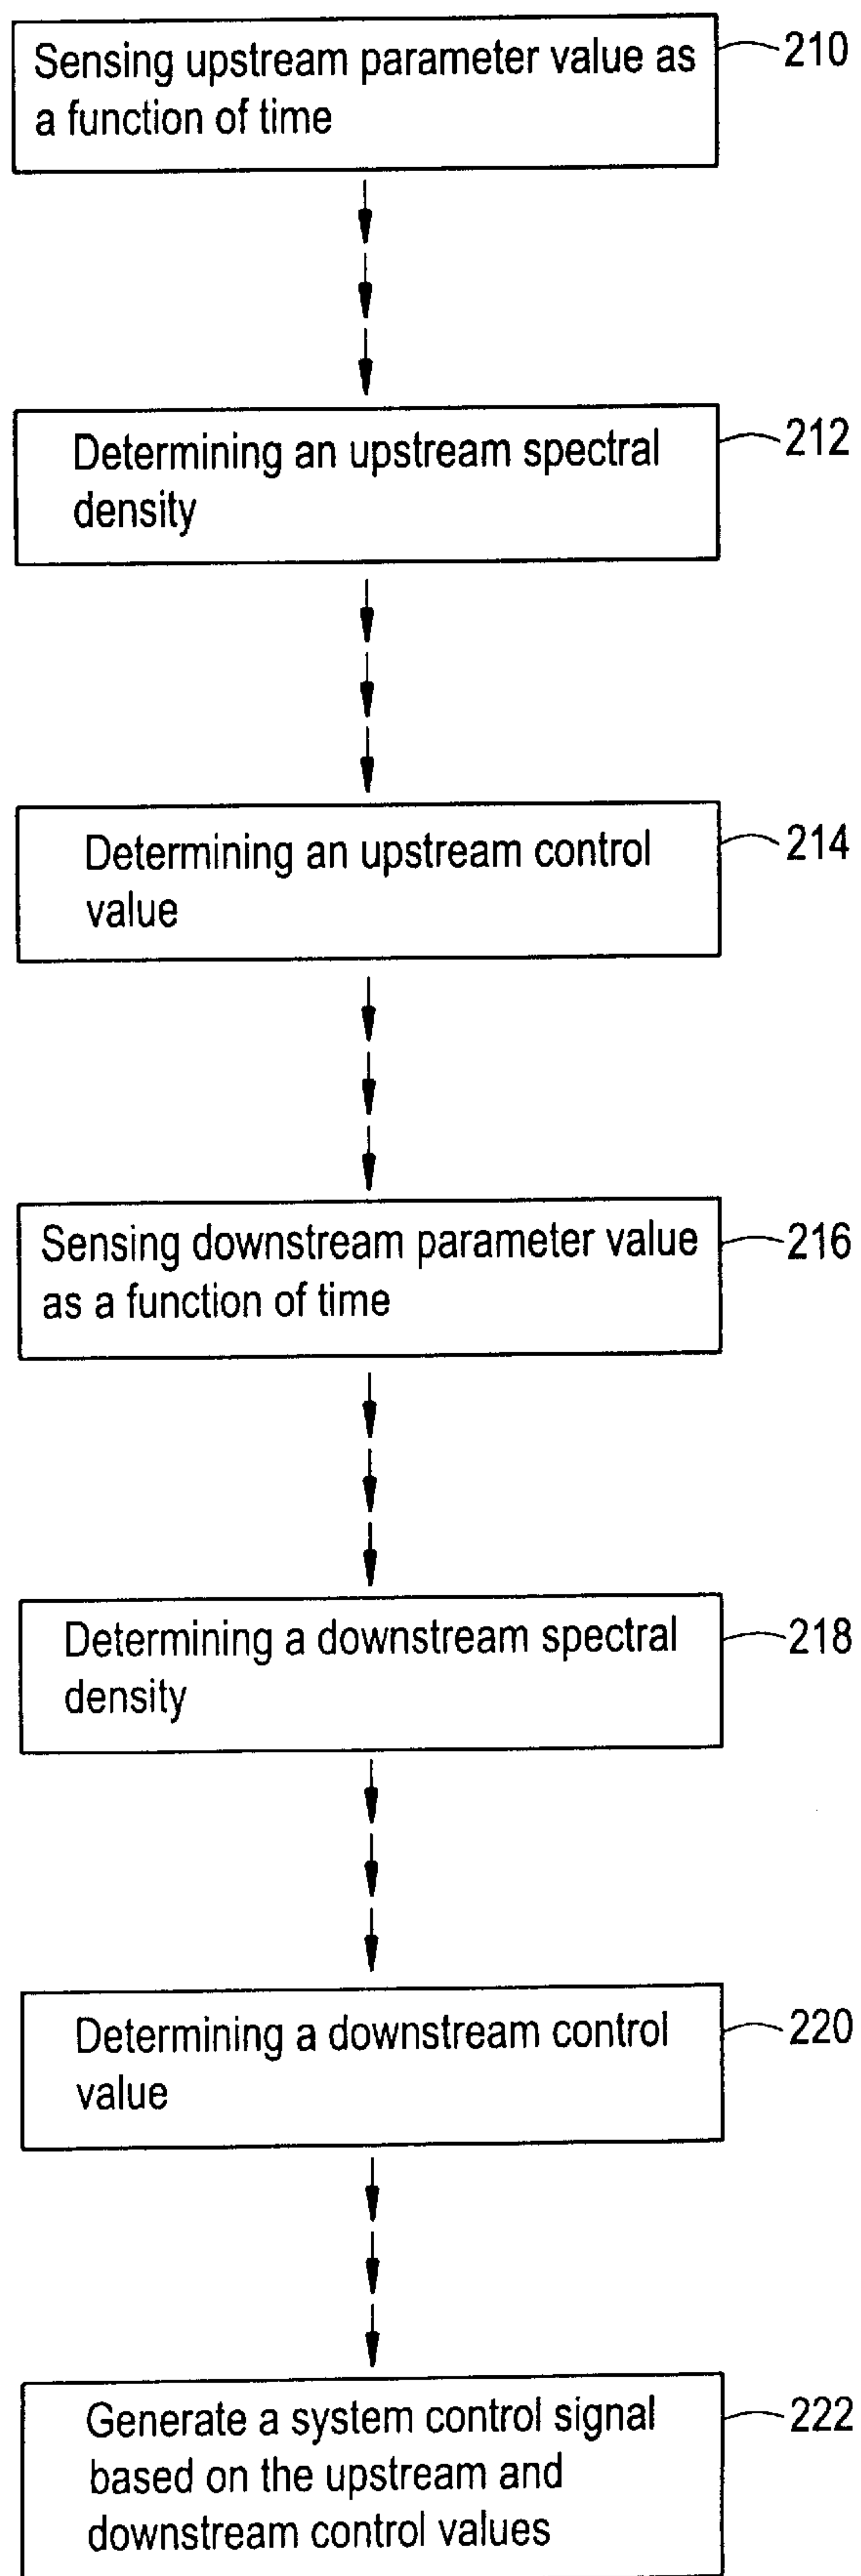 Sensing upstream parameter value as
a function of time
210
Determining an upstream spectral
density
212
Determining an upstream control
value
214
Sensing downstream parameter value
as a function of time
216
Determining a downstream spectral
density
218
Determining a downstream control
value
220
Generate a system control signal
based on the upstream and
downstream control values
222